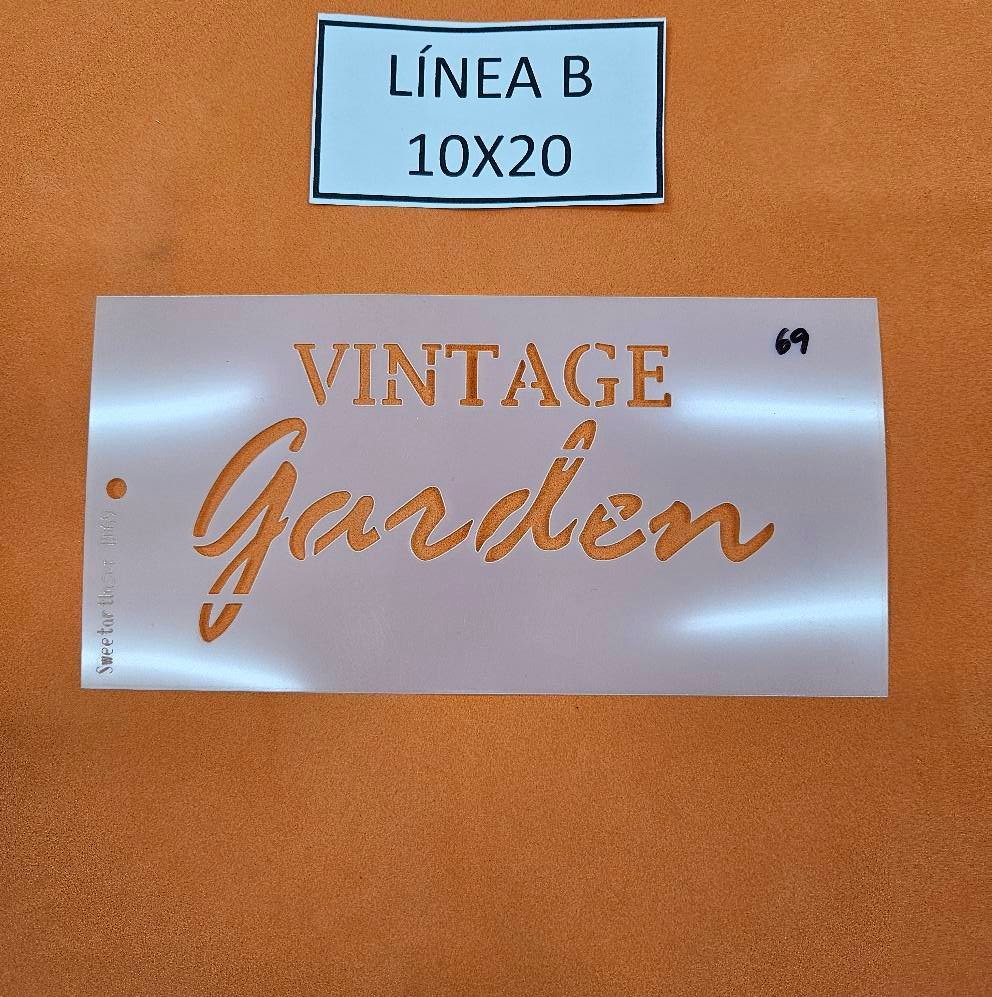 LÍNEA B
10X20
69
VINTAGE
Garden